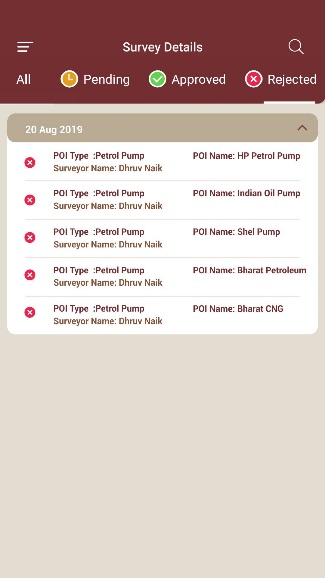 Survey Details
All Pending Approved Rejected
20 Aug 2019
POI Type :Petrol Pump POI Name: HP Petrol Pump
Surveyor Name: Dhruv Naik
POI Type :Petrol Pump POI Name: Indian Oil Pump
Surveyor Name: Dhruv Naik
POI Type :Petrol Pump POI Name: Shel Pump
Surveyor Name: Dhruv Naik
POI Type :Petrol Pump POI Name: Bharat Petroleum
Surveyor Name: Dhruv Naik
POI Type :Petrol Pump POI Name: Bharat CNG
Surveyor Name: Dhruv Naik